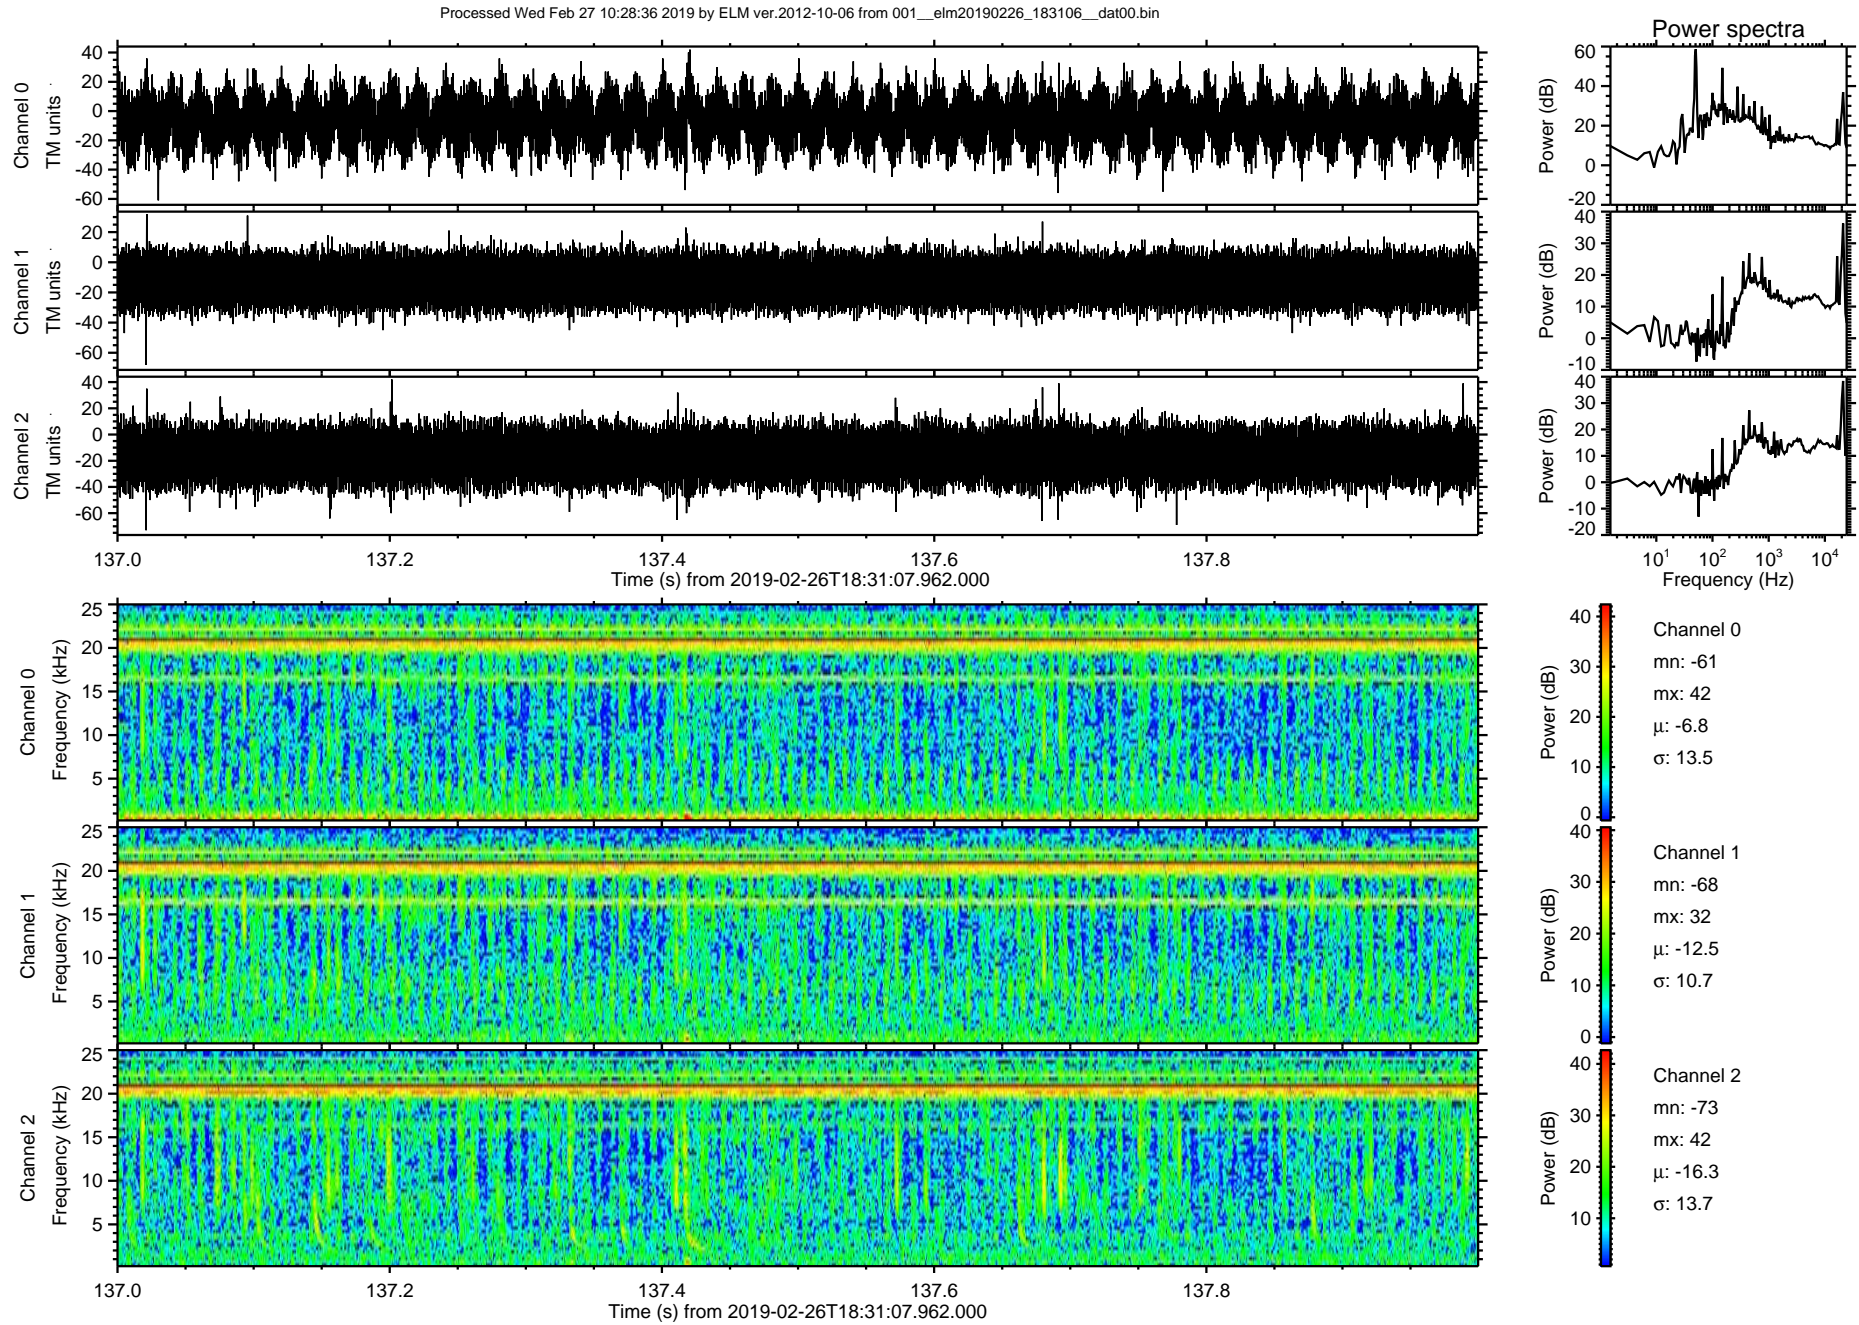 Processed Wed Feb 27 10:28:36 2019 by ELM ver.2012-10-06 from 001__elm20190226_183106__dat00.bin
Power spectra
Channel 0
TM units
40
20
0
-20
-40
-60
Power (dB)
60
40
20
0
-20
Channel 1
TM units
20
0
-20
-40
-60
Power (dB)
40
30
20
10
0
-10
Channel 2
TM units
40
20
0
-20
-40
-60
Power (dB)
40
30
20
10
0
-10
-20
137.0 137.2 137.4 137.6 137.8
Time (s) from 2019-02-26T18:31:07.962.000
10¹ 10² 10³ 10⁴
Frequency (Hz)
Channel 0
Frequency (kHz)
25
20
15
10
5
Power (dB)
40
30
20
10
0
Channel 0
mn: -61
mx: 42
μ: -6.8
σ: 13.5
Channel 1
Frequency (kHz)
25
20
15
10
5
Power (dB)
40
30
20
10
0
Channel 1
mn: -68
mx: 32
μ: -12.5
σ: 10.7
Channel 2
Frequency (kHz)
25
20
15
10
5
Power (dB)
40
30
20
10
Channel 2
mn: -73
mx: 42
μ: -16.3
σ: 13.7
137.0 137.2 137.4 137.6 137.8
Time (s) from 2019-02-26T18:31:07.962.000